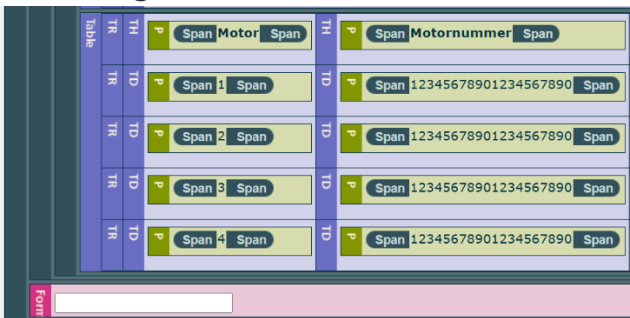 Table TR TH P Span Motor Span TH P Span Motornummer Span
TR TD P Span 1 Span TD P Span 12345678901234567890 Span
TR TD P Span 2 Span TD P Span 12345678901234567890 Span
TR TD P Span 3 Span TD P Span 12345678901234567890 Span
TR TD P Span 4 Span TD P Span 12345678901234567890 Span
Form